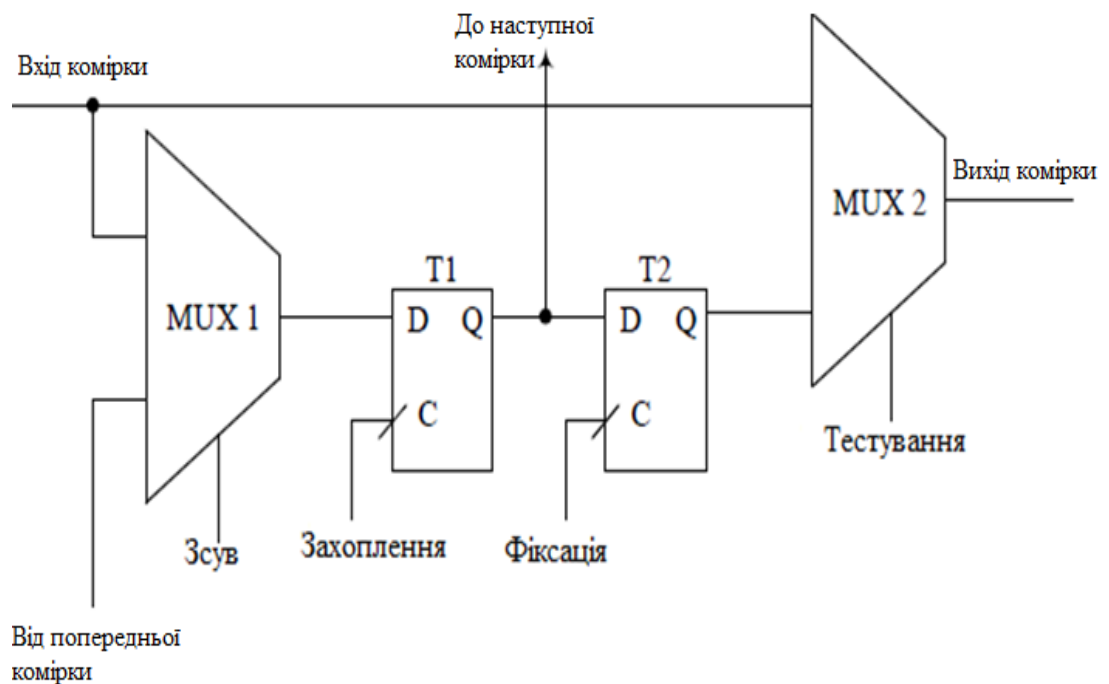 До наступної
комірки
Вхід комірки
MUX 2
Вихід комірки
MUX 1
T1
D Q
C
T2
D Q
C
Тестування
Зсув
Захоплення
Фіксація
Від попередньої
комірки